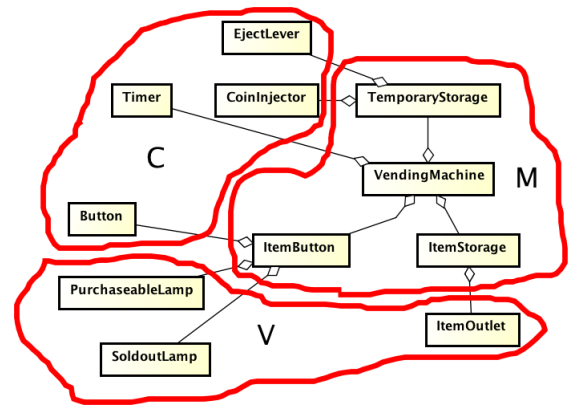 EjectLever
Timer
CoinInjector
TemporaryStorage
C
VendingMachine
M
Button
ItemButton
ItemStorage
PurchaseableLamp
ItemOutlet
V
SoldoutLamp